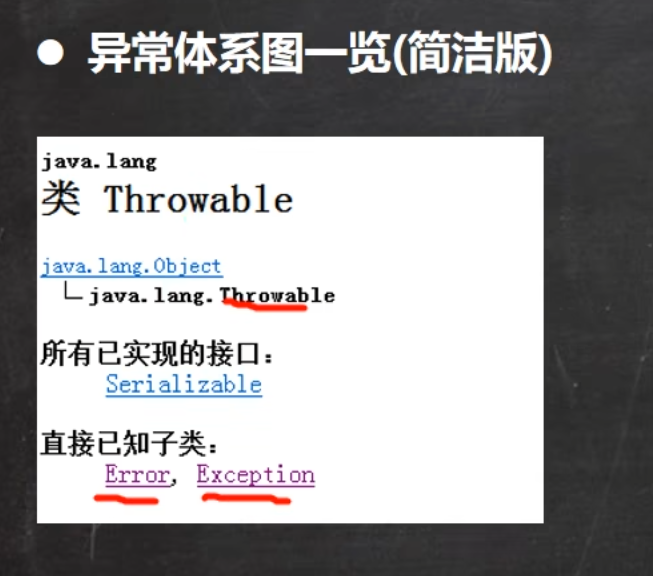 ● 异常体系图一览(简洁版)
java.lang
类 Throwable
java.lang.Object
java.lang.Throwable
所有已实现的接口：
Serializable
直接已知子类：
Error, Exception